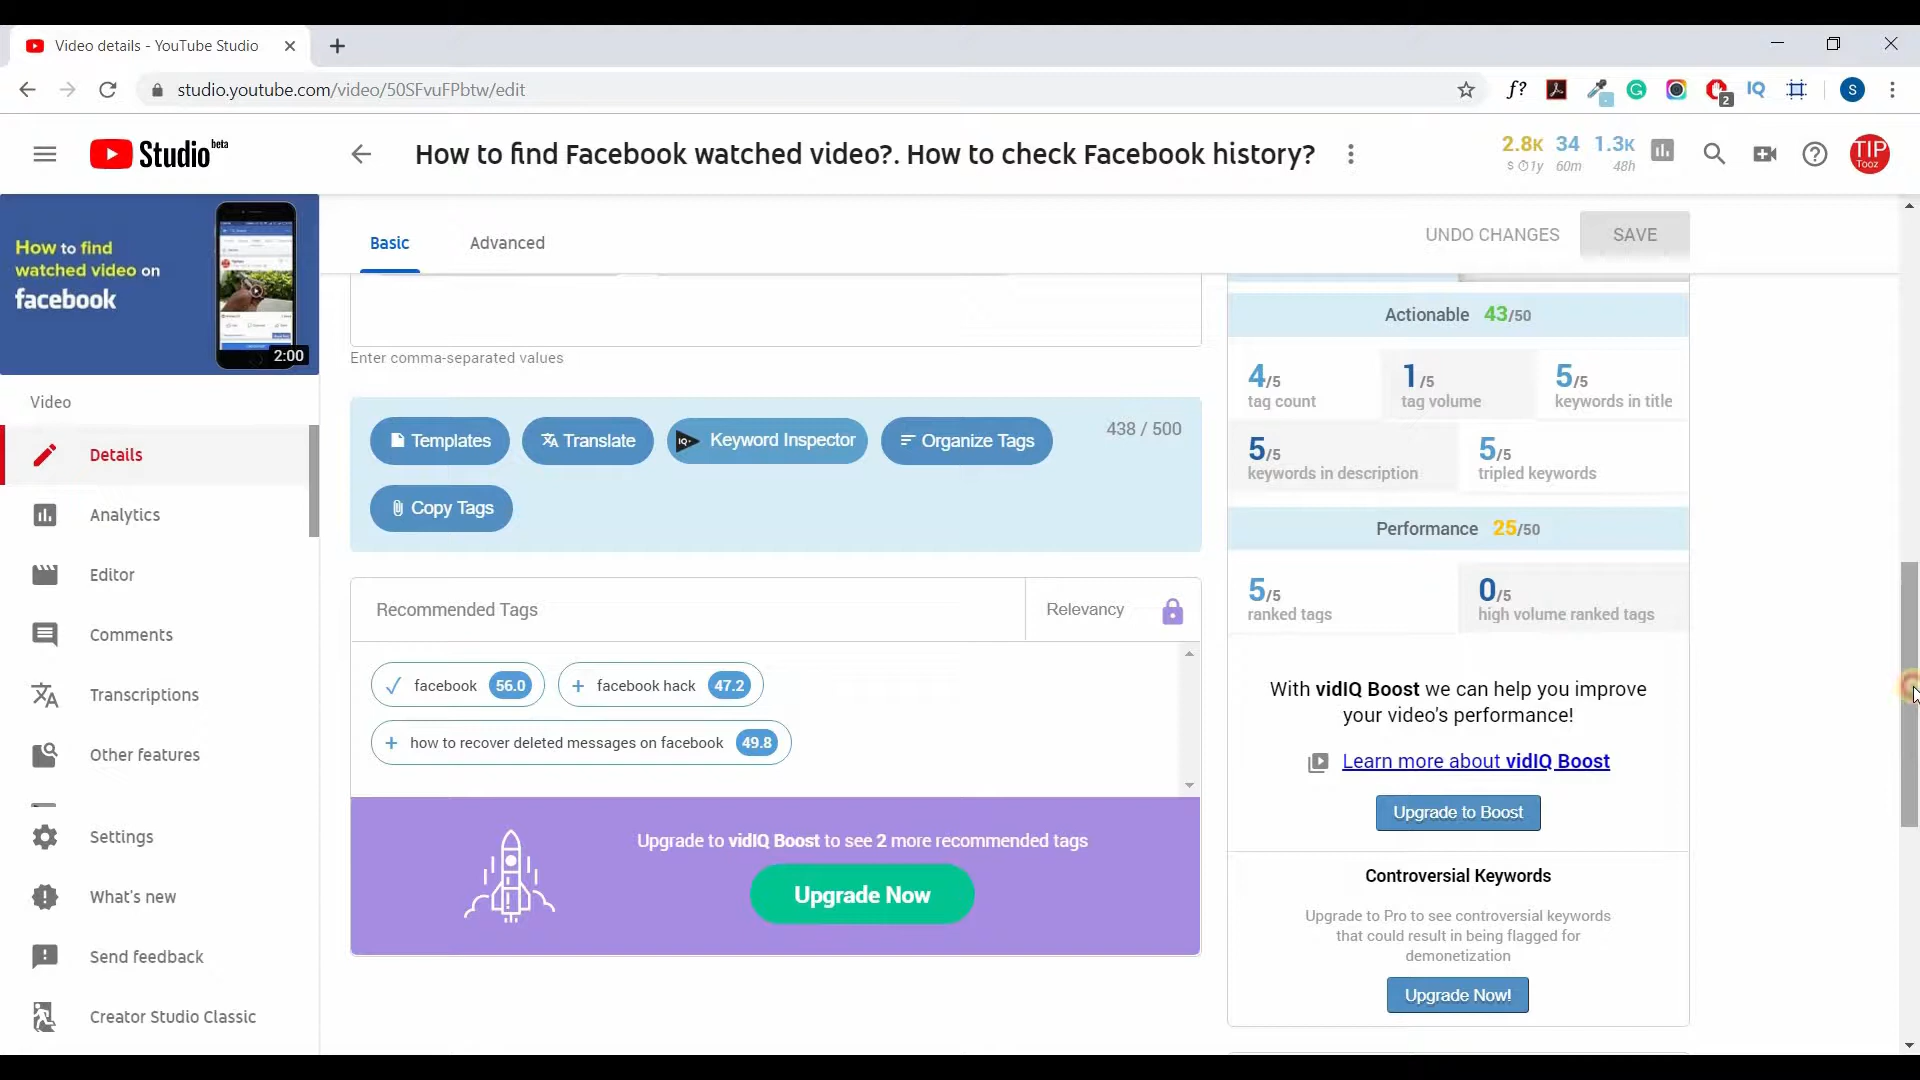 Video details - YouTube Studio
studio.youtube.com/video/50SFvuFPbtw/edit
f?
2
IQ
S
Studio beta
How to find Facebook watched video?. How to check Facebook history?
2.8K 34 1.3K
$ 1y 60m 48h
TIP
Tooz
How to find
watched video on
facebook
2:00
Basic
Advanced
UNDO CHANGES
SAVE
Video
Details
Analytics
Editor
Comments
Transcriptions
Other features
Settings
What's new
Send feedback
Creator Studio Classic
Enter comma-separated values
Templates
Translate
IQ
Keyword Inspector
Organize Tags
438 / 500
Copy Tags
Recommended Tags
Relevancy
facebook 56.0
facebook hack 47.2
how to recover deleted messages on facebook 49.8
Upgrade to vidIQ Boost to see 2 more recommended tags
Upgrade Now
Actionable 43/50
4/5
tag count
1/5
tag volume
5/5
keywords in title
5/5
keywords in description
5/5
tripled keywords
Performance 25/50
5/5
ranked tags
0/5
high volume ranked tags
With vidIQ Boost we can help you improve
your video's performance!
Learn more about vidIQ Boost
Upgrade to Boost
Controversial Keywords
Upgrade to Pro to see controversial keywords
that could result in being flagged for
demonetization
Upgrade Now!